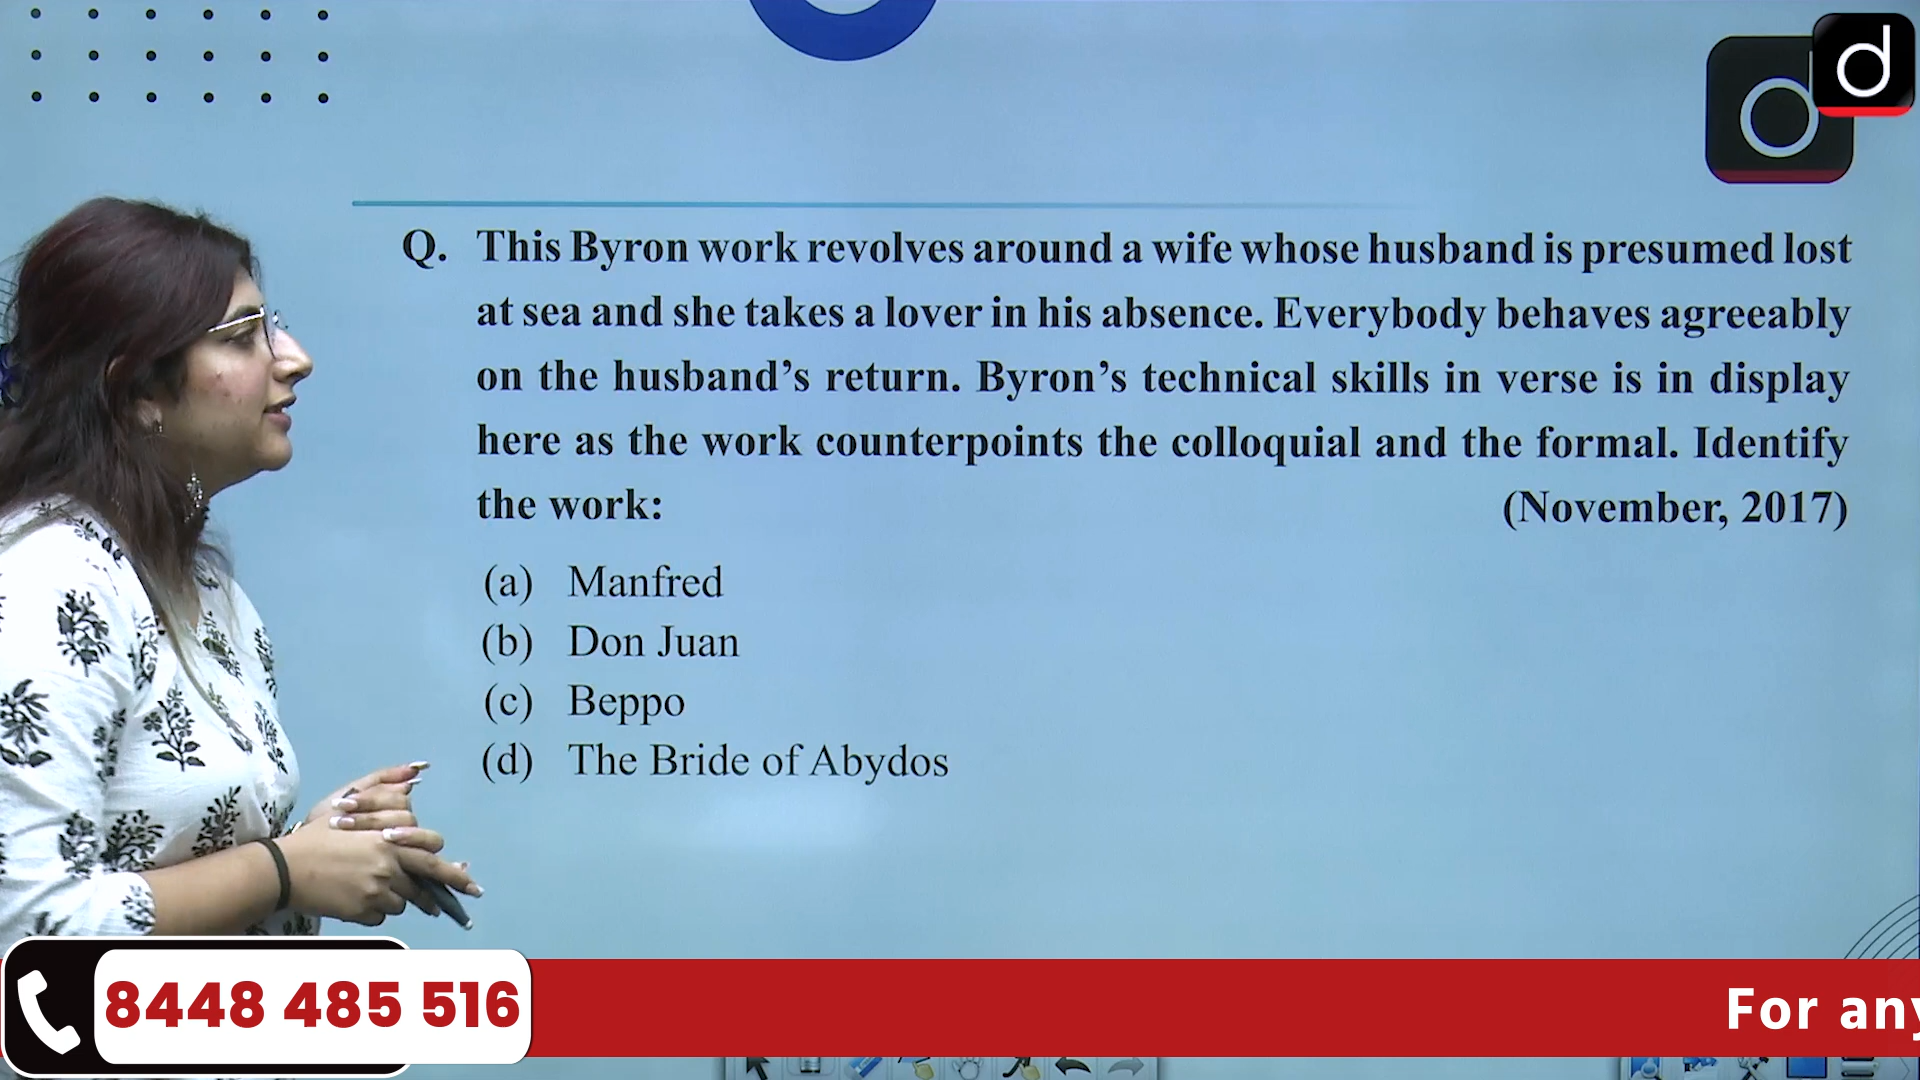 d
Q. This Byron work revolves around a wife whose husband is presumed lost
at sea and she takes a lover in his absence. Everybody behaves agreeably
on the husband's return. Byron's technical skills in verse is in display
here as the work counterpoints the colloquial and the formal. Identify
the work: (November, 2017)
(a) Manfred
(b) Don Juan
(c) Beppo
(d) The Bride of Abydos
8448 485 516
For any